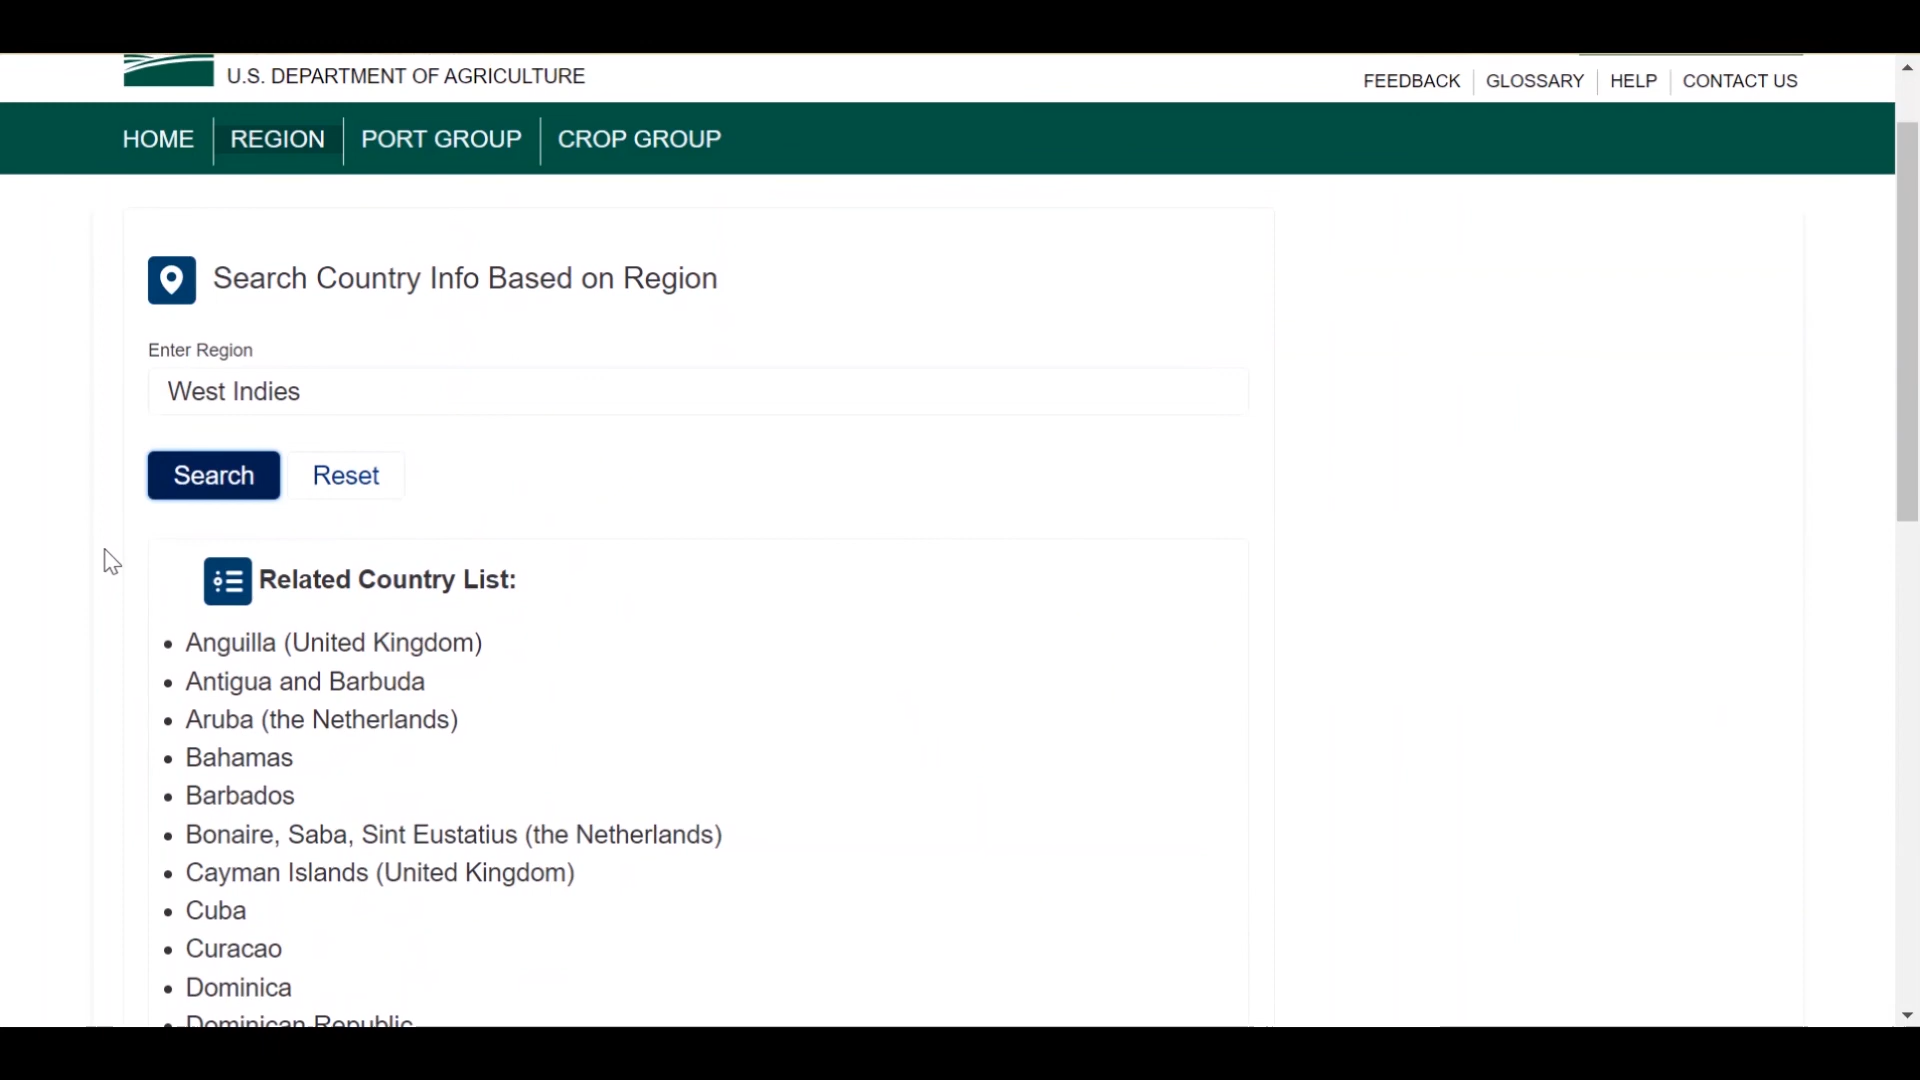 U.S. DEPARTMENT OF AGRICULTURE
FEEDBACK GLOSSARY HELP CONTACT US
HOME REGION PORT GROUP CROP GROUP
Search Country Info Based on Region
Enter Region
West Indies
Search Reset
Related Country List:
Anguilla (United Kingdom)
Antigua and Barbuda
Aruba (the Netherlands)
Bahamas
Barbados
Bonaire, Saba, Sint Eustatius (the Netherlands)
Cayman Islands (United Kingdom)
Cuba
Curacao
Dominica
Dominican Republic